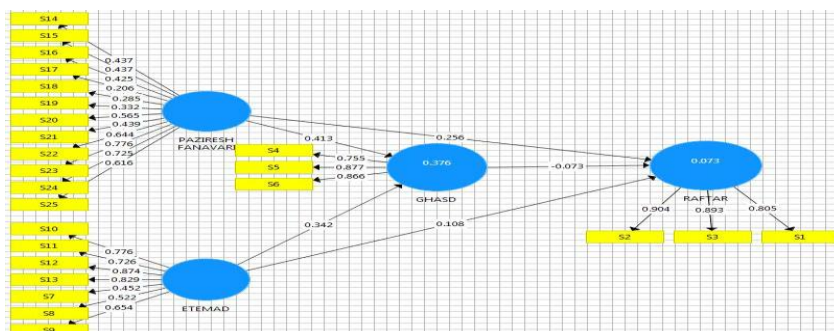 S14
S15
S16
S17
S18
S19
S20
S21
S22
S23
S24
S25
0.437
0.437
0.425
0.206
0.285
0.332
0.565
0.439
0.644
0.776
0.725
0.616
PAZIRESH
FANAVARI
0.413
0.256
S4
S5
S6
0.755
0.877
0.866
0.376
GHASD
-0.073
0.073
RAFTAR
0.904
0.893
0.805
S2
S3
S1
0.342
0.108
S10
S11
S12
S13
S7
S8
S9
0.776
0.726
0.874
0.829
0.452
0.522
0.654
ETEMAD